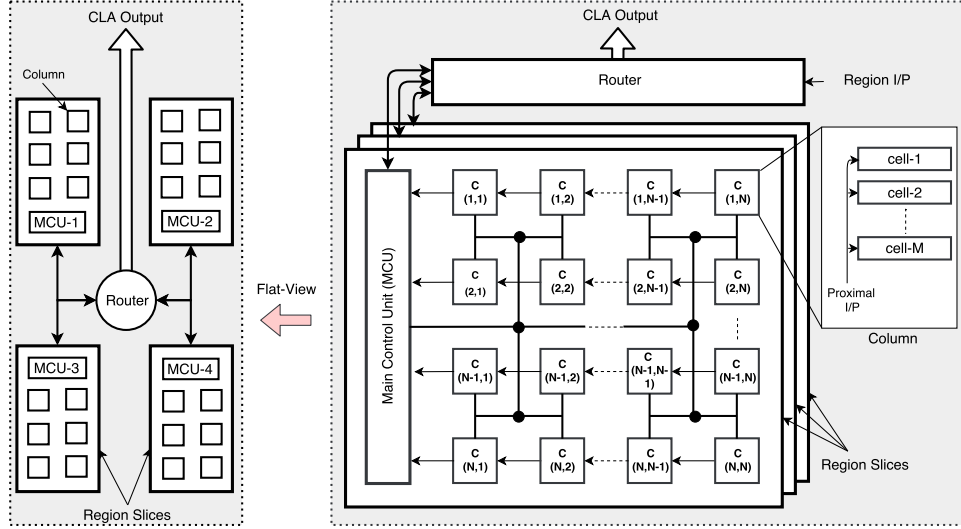 CLA Output
Column
MCU-1
MCU-2
Router
MCU-3
MCU-4
Region Slices
Flat-View
CLA Output
Router
Region I/P
Main Control Unit (MCU)
C
(1,1)
C
(1,2)
C
(1,N-1)
C
(1,N)
C
(2,1)
C
(2,2)
C
(2,N-1)
C
(2,N)
C
(N-1,1)
C
(N-1,2)
C
(N-1,N-
1)
C
(N-1,N)
C
(N,1)
C
(N,2)
C
(N,N-1)
C
(N,N)
cell-1
cell-2
cell-M
Proximal
I/P
Column
Region Slices